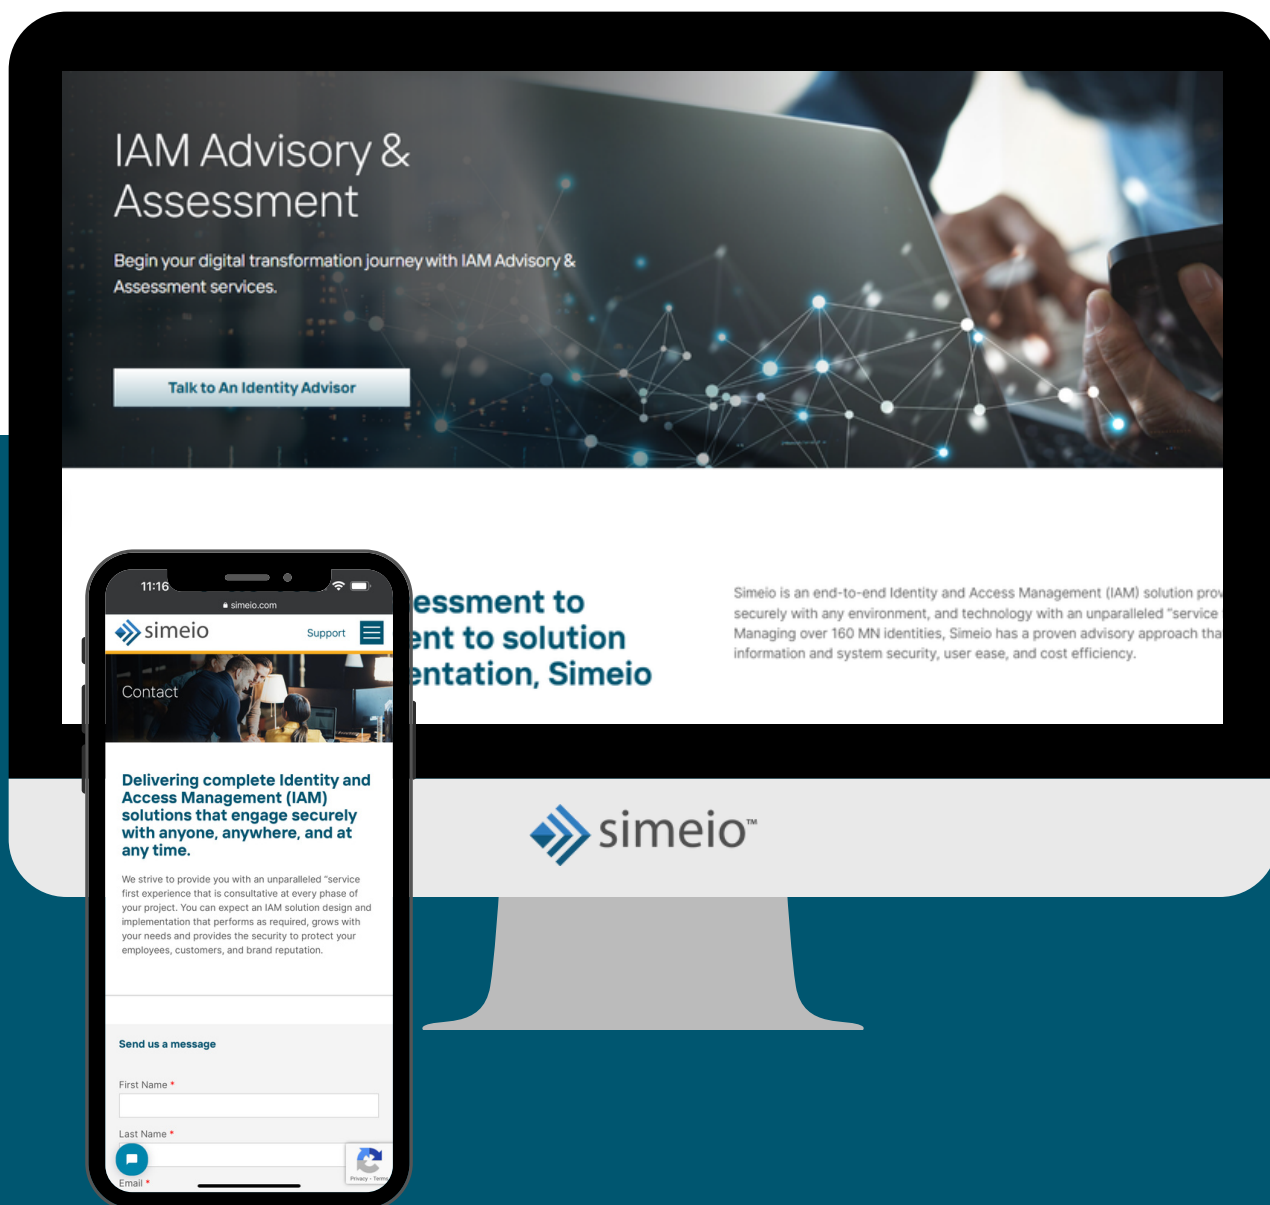 IAM Advisory &
Assessment
Begin your digital transformation journey with IAM Advisory &
Assessment services.
Talk to An Identity Advisor
essment to
ent to solution
entation, Simeio
Simeio is an end-to-end Identity and Access Management (IAM) solution prov
securely with any environment, and technology with an unparalleled "service
Managing over 160 MN identities, Simeio has a proven advisory approach tha
information and system security, user ease, and cost efficiency.
11:16
simeio.com
simeio
Support
Contact
Delivering complete Identity and
Access Management (IAM)
solutions that engage securely
with anyone, anywhere, and at
any time.
We strive to provide you with an unparalleled "service
first experience that is consultative at every phase of
your project. You can expect an IAM solution design and
implementation that performs as required, grows with
your needs and provides the security to protect your
employees, customers, and brand reputation.
Send us a message
First Name *
Last Name *
Email *
Privacy - Terms
simeio™